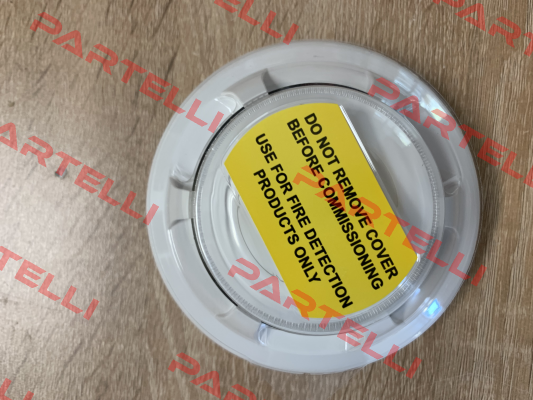 DO NOT REMOVE COVER
BEFORE COMMISSIONING
USE FOR FIRE DETECTION
PRODUCTS ONLY
PARTELLI
PARTELLI
PARTELLI
PARTELLI
PARTELLI
PARTELLI
PARTELLI